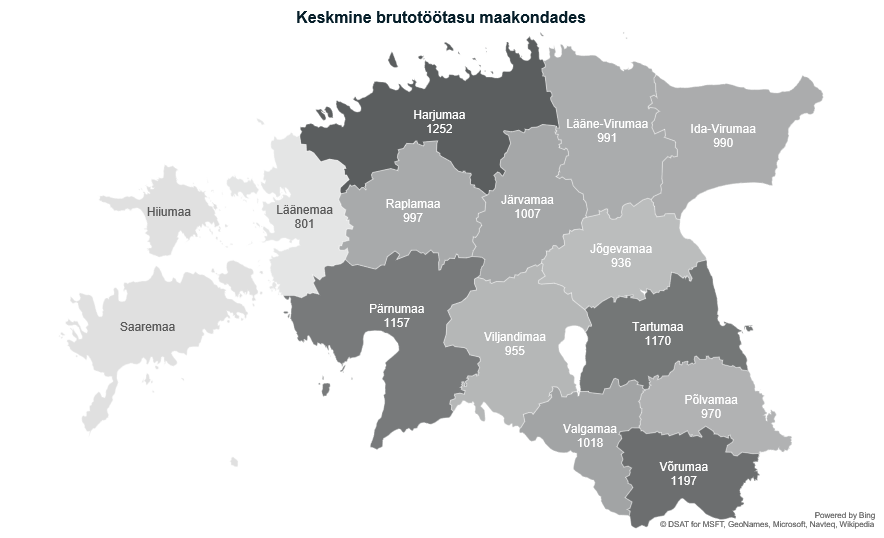 Keskmine brutotöötasu maakondades
Harjumaa
1252
Lääne-Virumaa
991
Ida-Virumaa
990
Hiiumaa
Läänemaa
801
Raplamaa
997
Järvamaa
1007
Jõgevamaa
936
Saaremaa
Pärnumaa
1157
Viljandimaa
955
Tartumaa
1170
Põlvamaa
970
Valgamaa
1018
Võrumaa
1197
Powered by Bing
© DSAT for MSFT, GeoNames, Microsoft, Navteq, Wikipedia